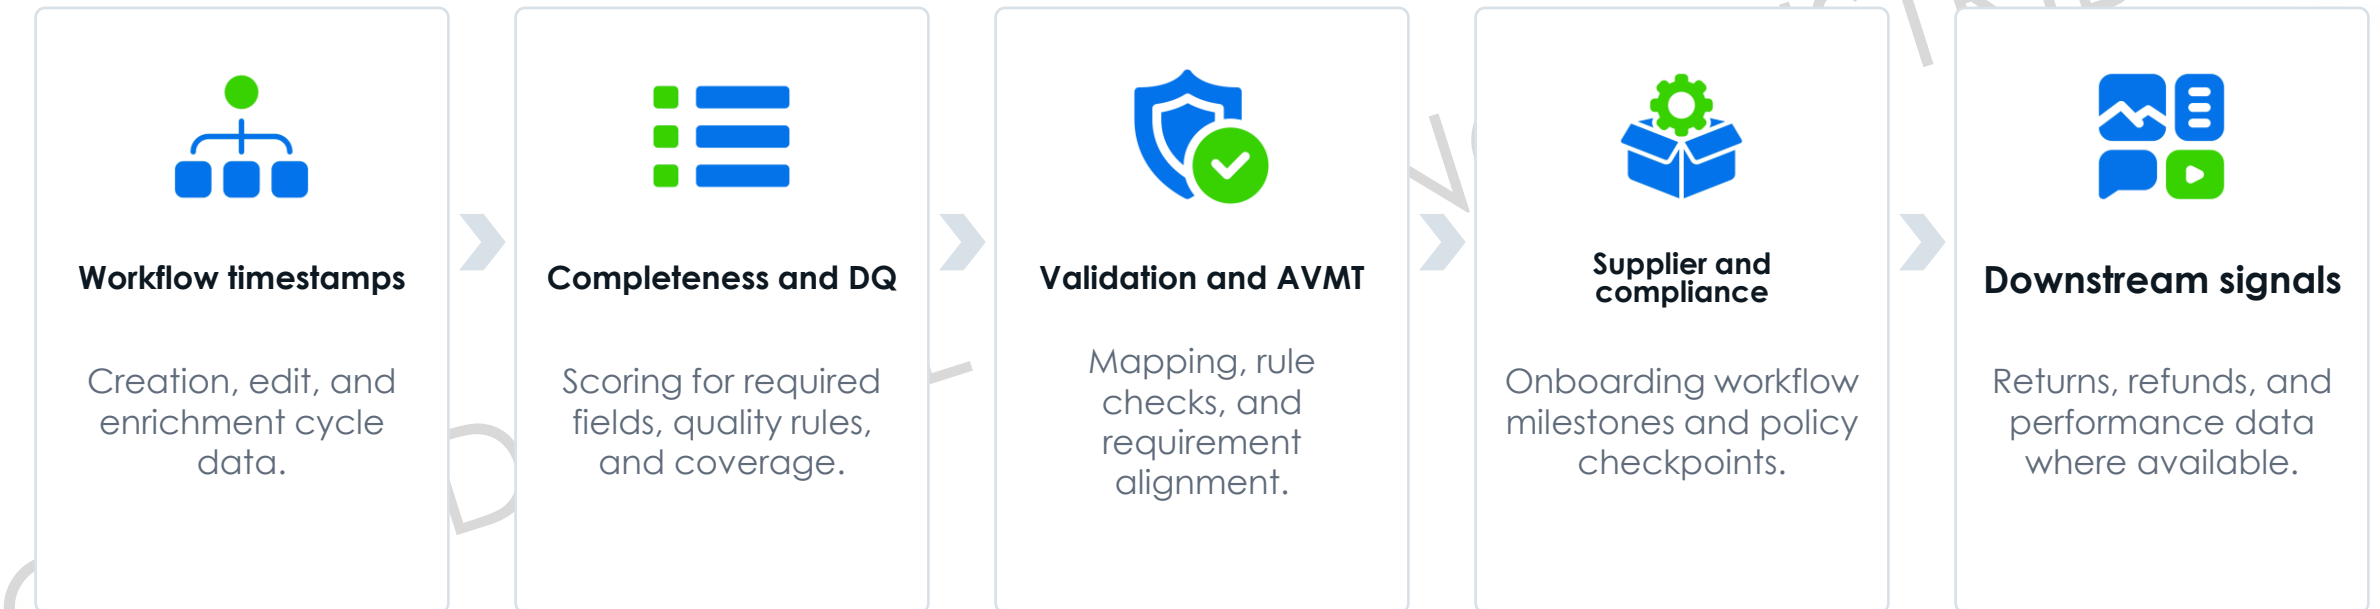 Workflow timestamps
Creation, edit, and
enrichment cycle
data.
Completeness and DQ
Scoring for required
fields, quality rules,
and coverage.
Validation and AVMT
Mapping, rule
checks, and
requirement
alignment.
Supplier and
compliance
Onboarding workflow
milestones and policy
checkpoints.
Downstream signals
Returns, refunds, and
performance data
where available.